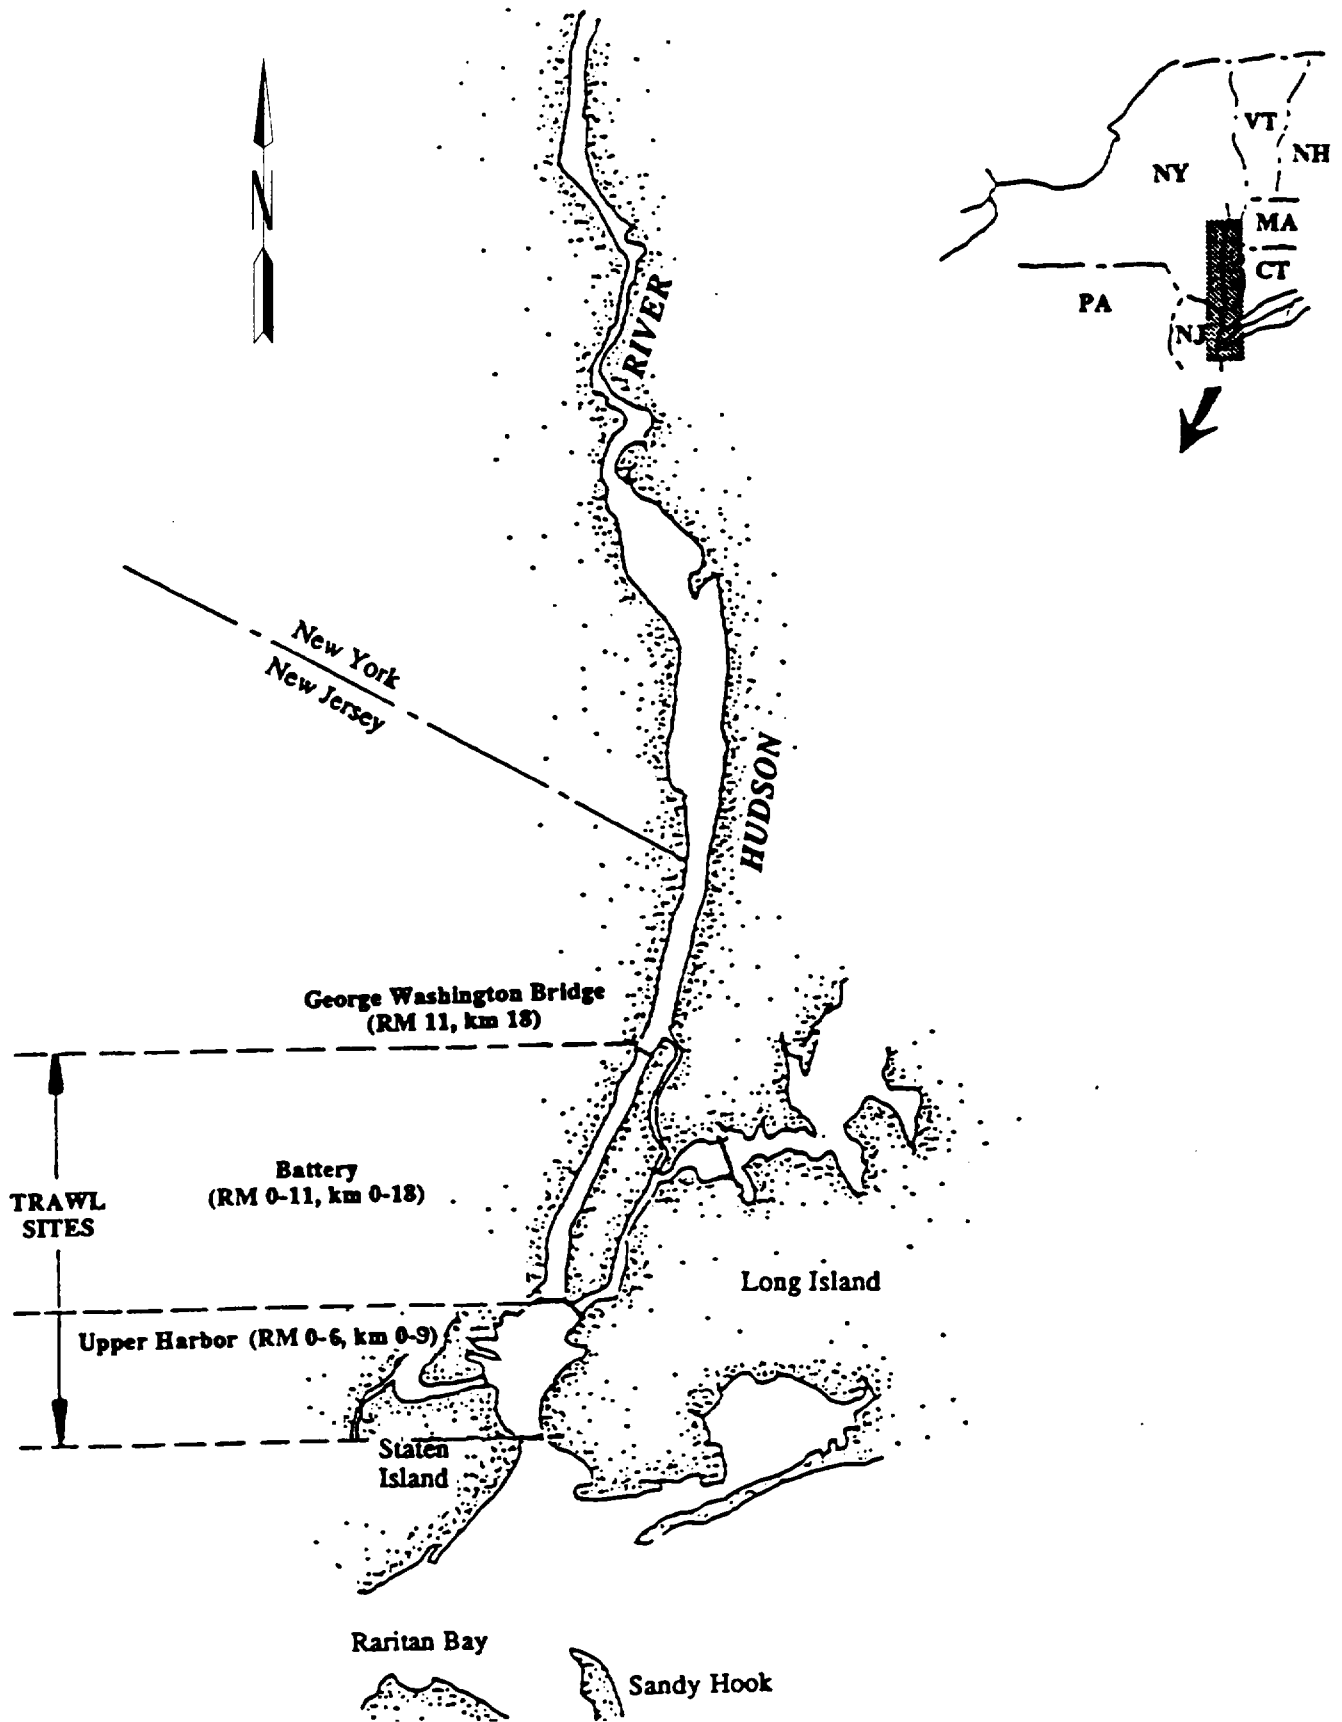 N
VT
NH
NY
MA
CT
PA
NJ
RIVER
New York
New Jersey
HUDSON
George Washington Bridge
(RM 11, km 18)
Battery
(RM 0-11, km 0-18)
TRAWL
SITES
Long Island
Upper Harbor (RM 0-6, km 0-9)
Staten
Island
Raritan Bay
Sandy Hook